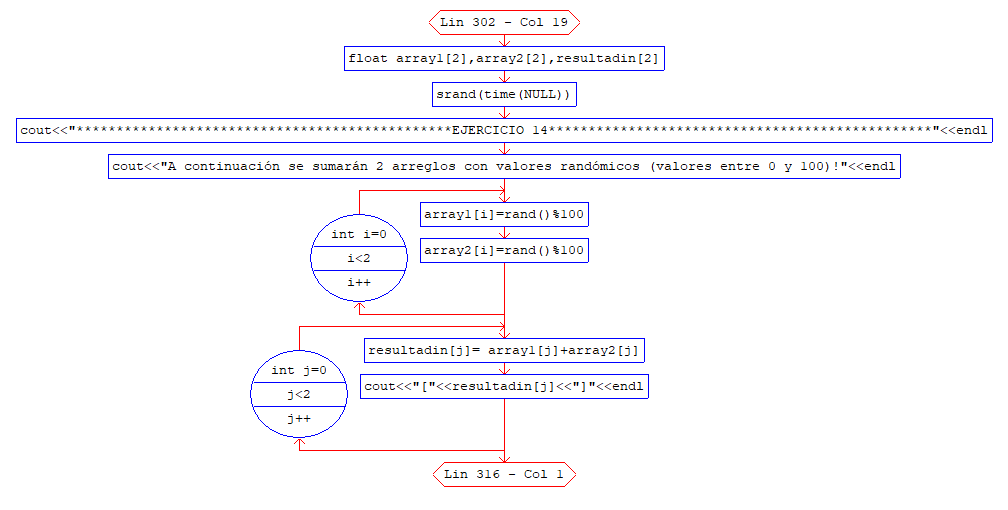 Lin 302 - Col 19
float array1[2],array2[2],resultadin[2]
srand(time(NULL))
cout<<"***********************************************EJERCICIO 14************************************************"<<endl
cout<<"A continuación se sumarán 2 arreglos con valores randómicos (valores entre 0 y 100)!"<<endl
int i=0
i<2
i++
array1[i]=rand()%100
array2[i]=rand()%100
int j=0
j<2
j++
resultadin[j]= array1[j]+array2[j]
cout<<"["<<resultadin[j]<<"]"<<endl
Lin 316 - Col 1